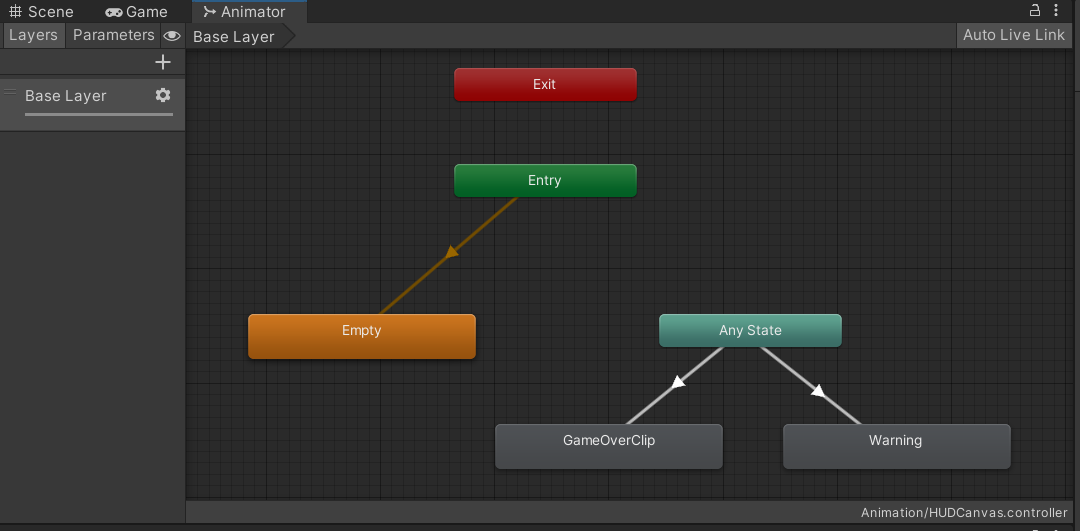 Scene Game Animator
Layers Parameters Base Layer Auto Live Link
Base Layer
Exit
Entry
Empty
Any State
GameOverClip
Warning
Animation/HUDCanvas.controller